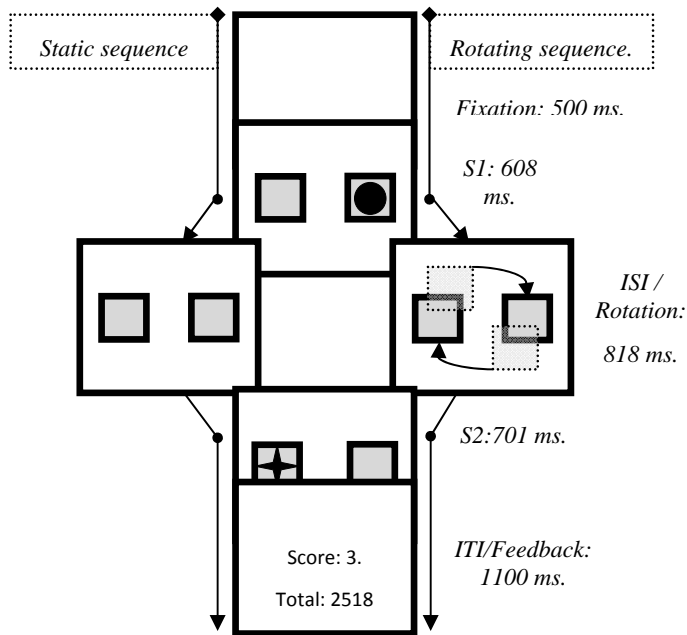 Static sequence
Rotating sequence.
Fixation: 500 ms.
S1: 608
ms.
ISI /
Rotation:
818 ms.
S2:701 ms.
ITI/Feedback:
1100 ms.
Score: 3.
Total: 2518